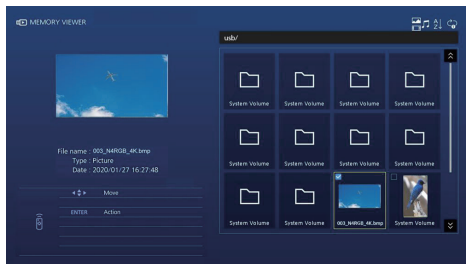 MEMORY VIEWER
usb/
File name : 003_N4RGB_4K.bmp
Type : Picture
Date : 2020/01/27 16:27:48
Move
ENTER Action
System Volume System Volume System Volume System Volume
System Volume System Volume System Volume System Volume
System Volume System Volume 003_N4RGB_4K.bmp System Volume